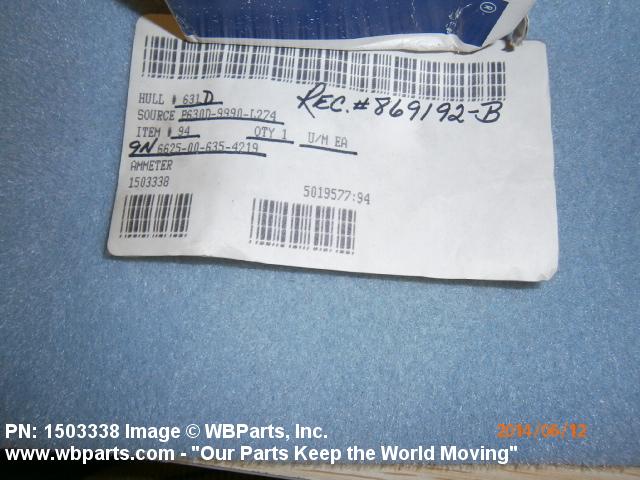 HULL # 631D
REC.#869192-B
SOURCE P630D-9990-L274
ITEM # 94 QTY 1 U/M EA
9N 6625-00-635-4219
AMMETER
1503338
5019577:94
PN: 1503338 Image © WBParts, Inc.
2014/06/12
www.wbparts.com - "Our Parts Keep the World Moving"